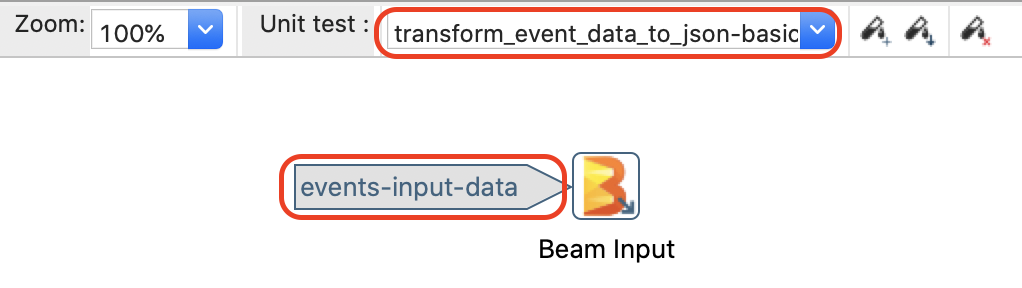 Zoom: 100% Unit test : transform_event_data_to_json-basic
events-input-data
Beam Input